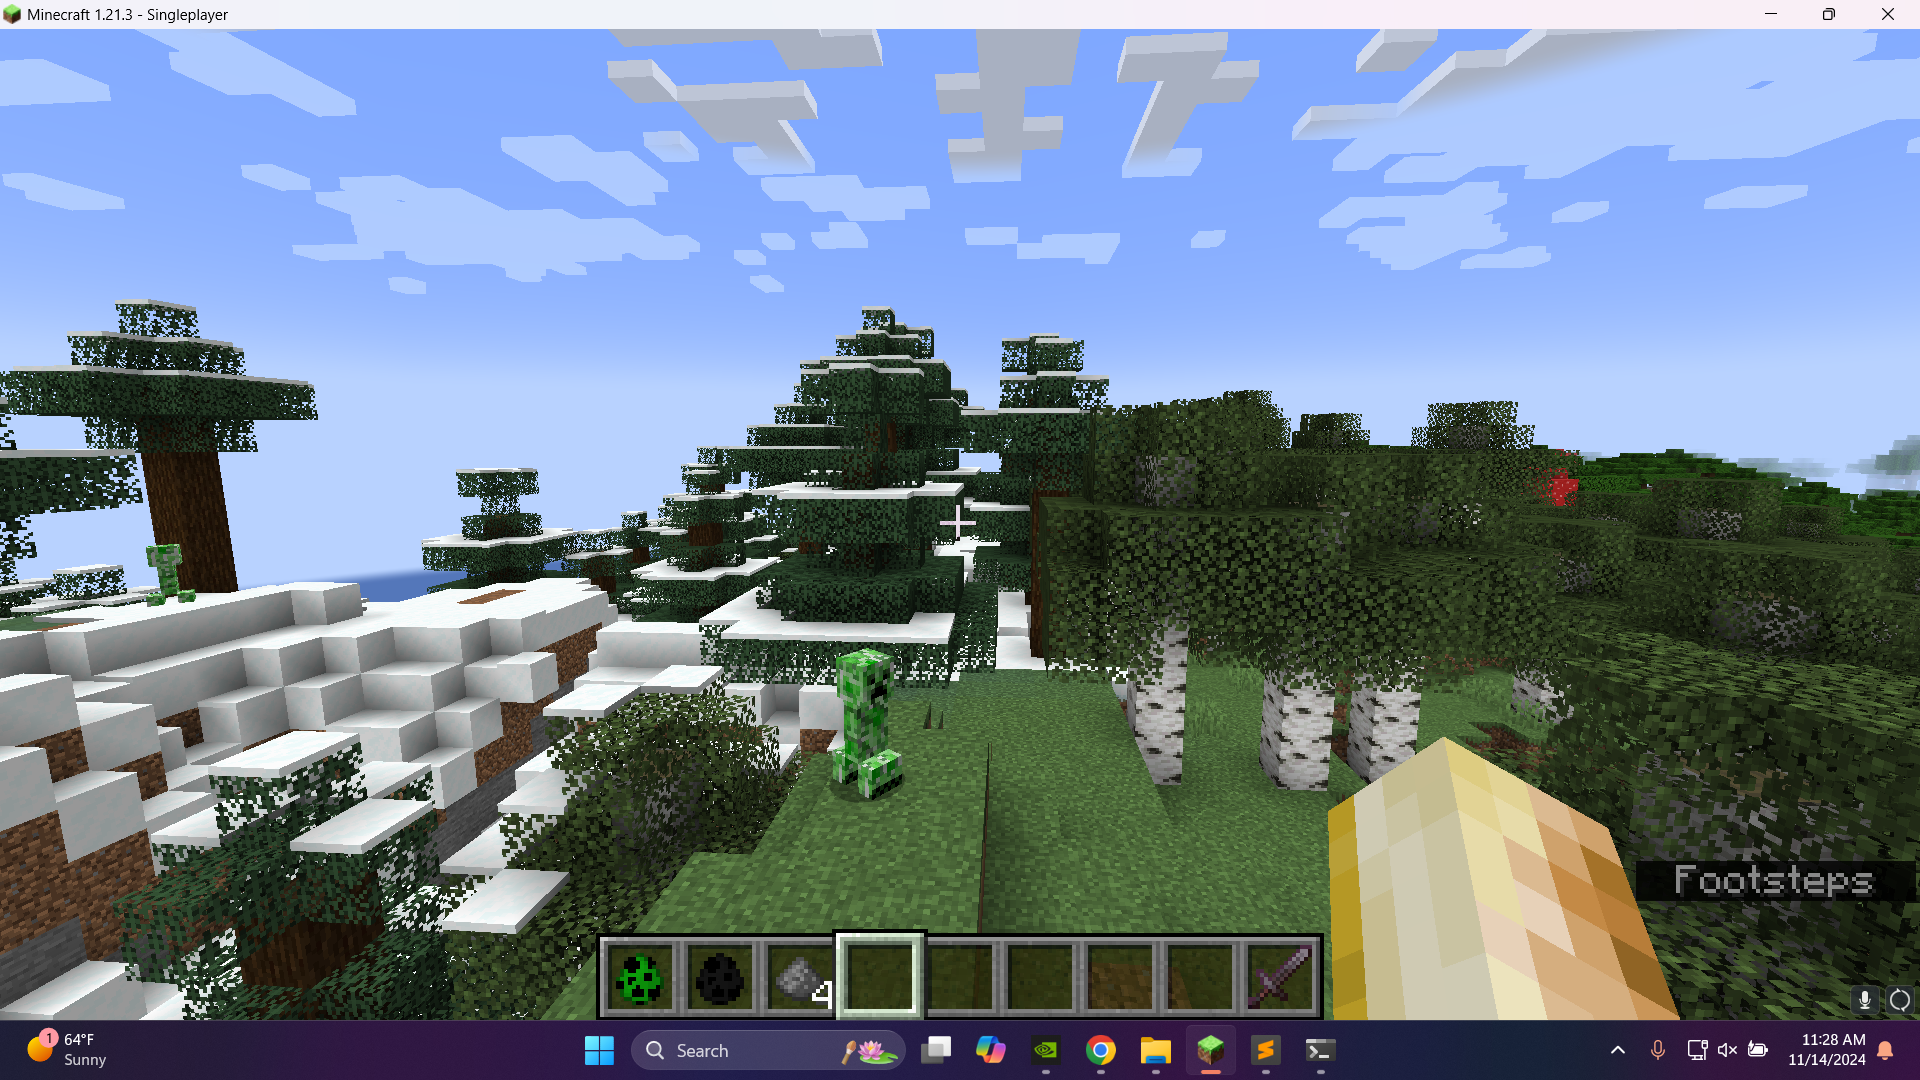 Minecraft 1.21.3 - Singleplayer
Footsteps
4
1
64°F
Sunny
Search
11:28 AM
11/14/2024